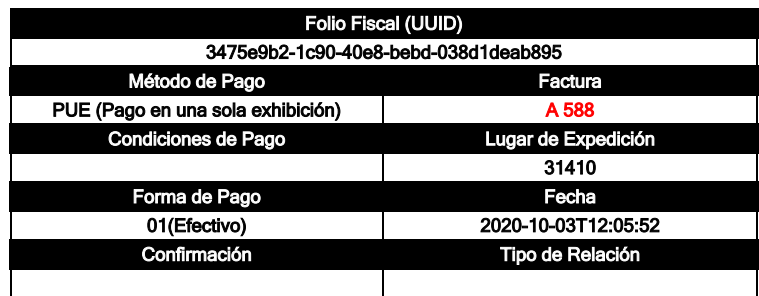 Folio Fiscal (UUID)
3475e9b2-1c90-40e8-bebd-038d1deab895
Método de Pago Factura
PUE (Pago en una sola exhibición) A 588
Condiciones de Pago Lugar de Expedición
31410
Forma de Pago Fecha
01(Efectivo) 2020-10-03T12:05:52
Confirmación Tipo de Relación